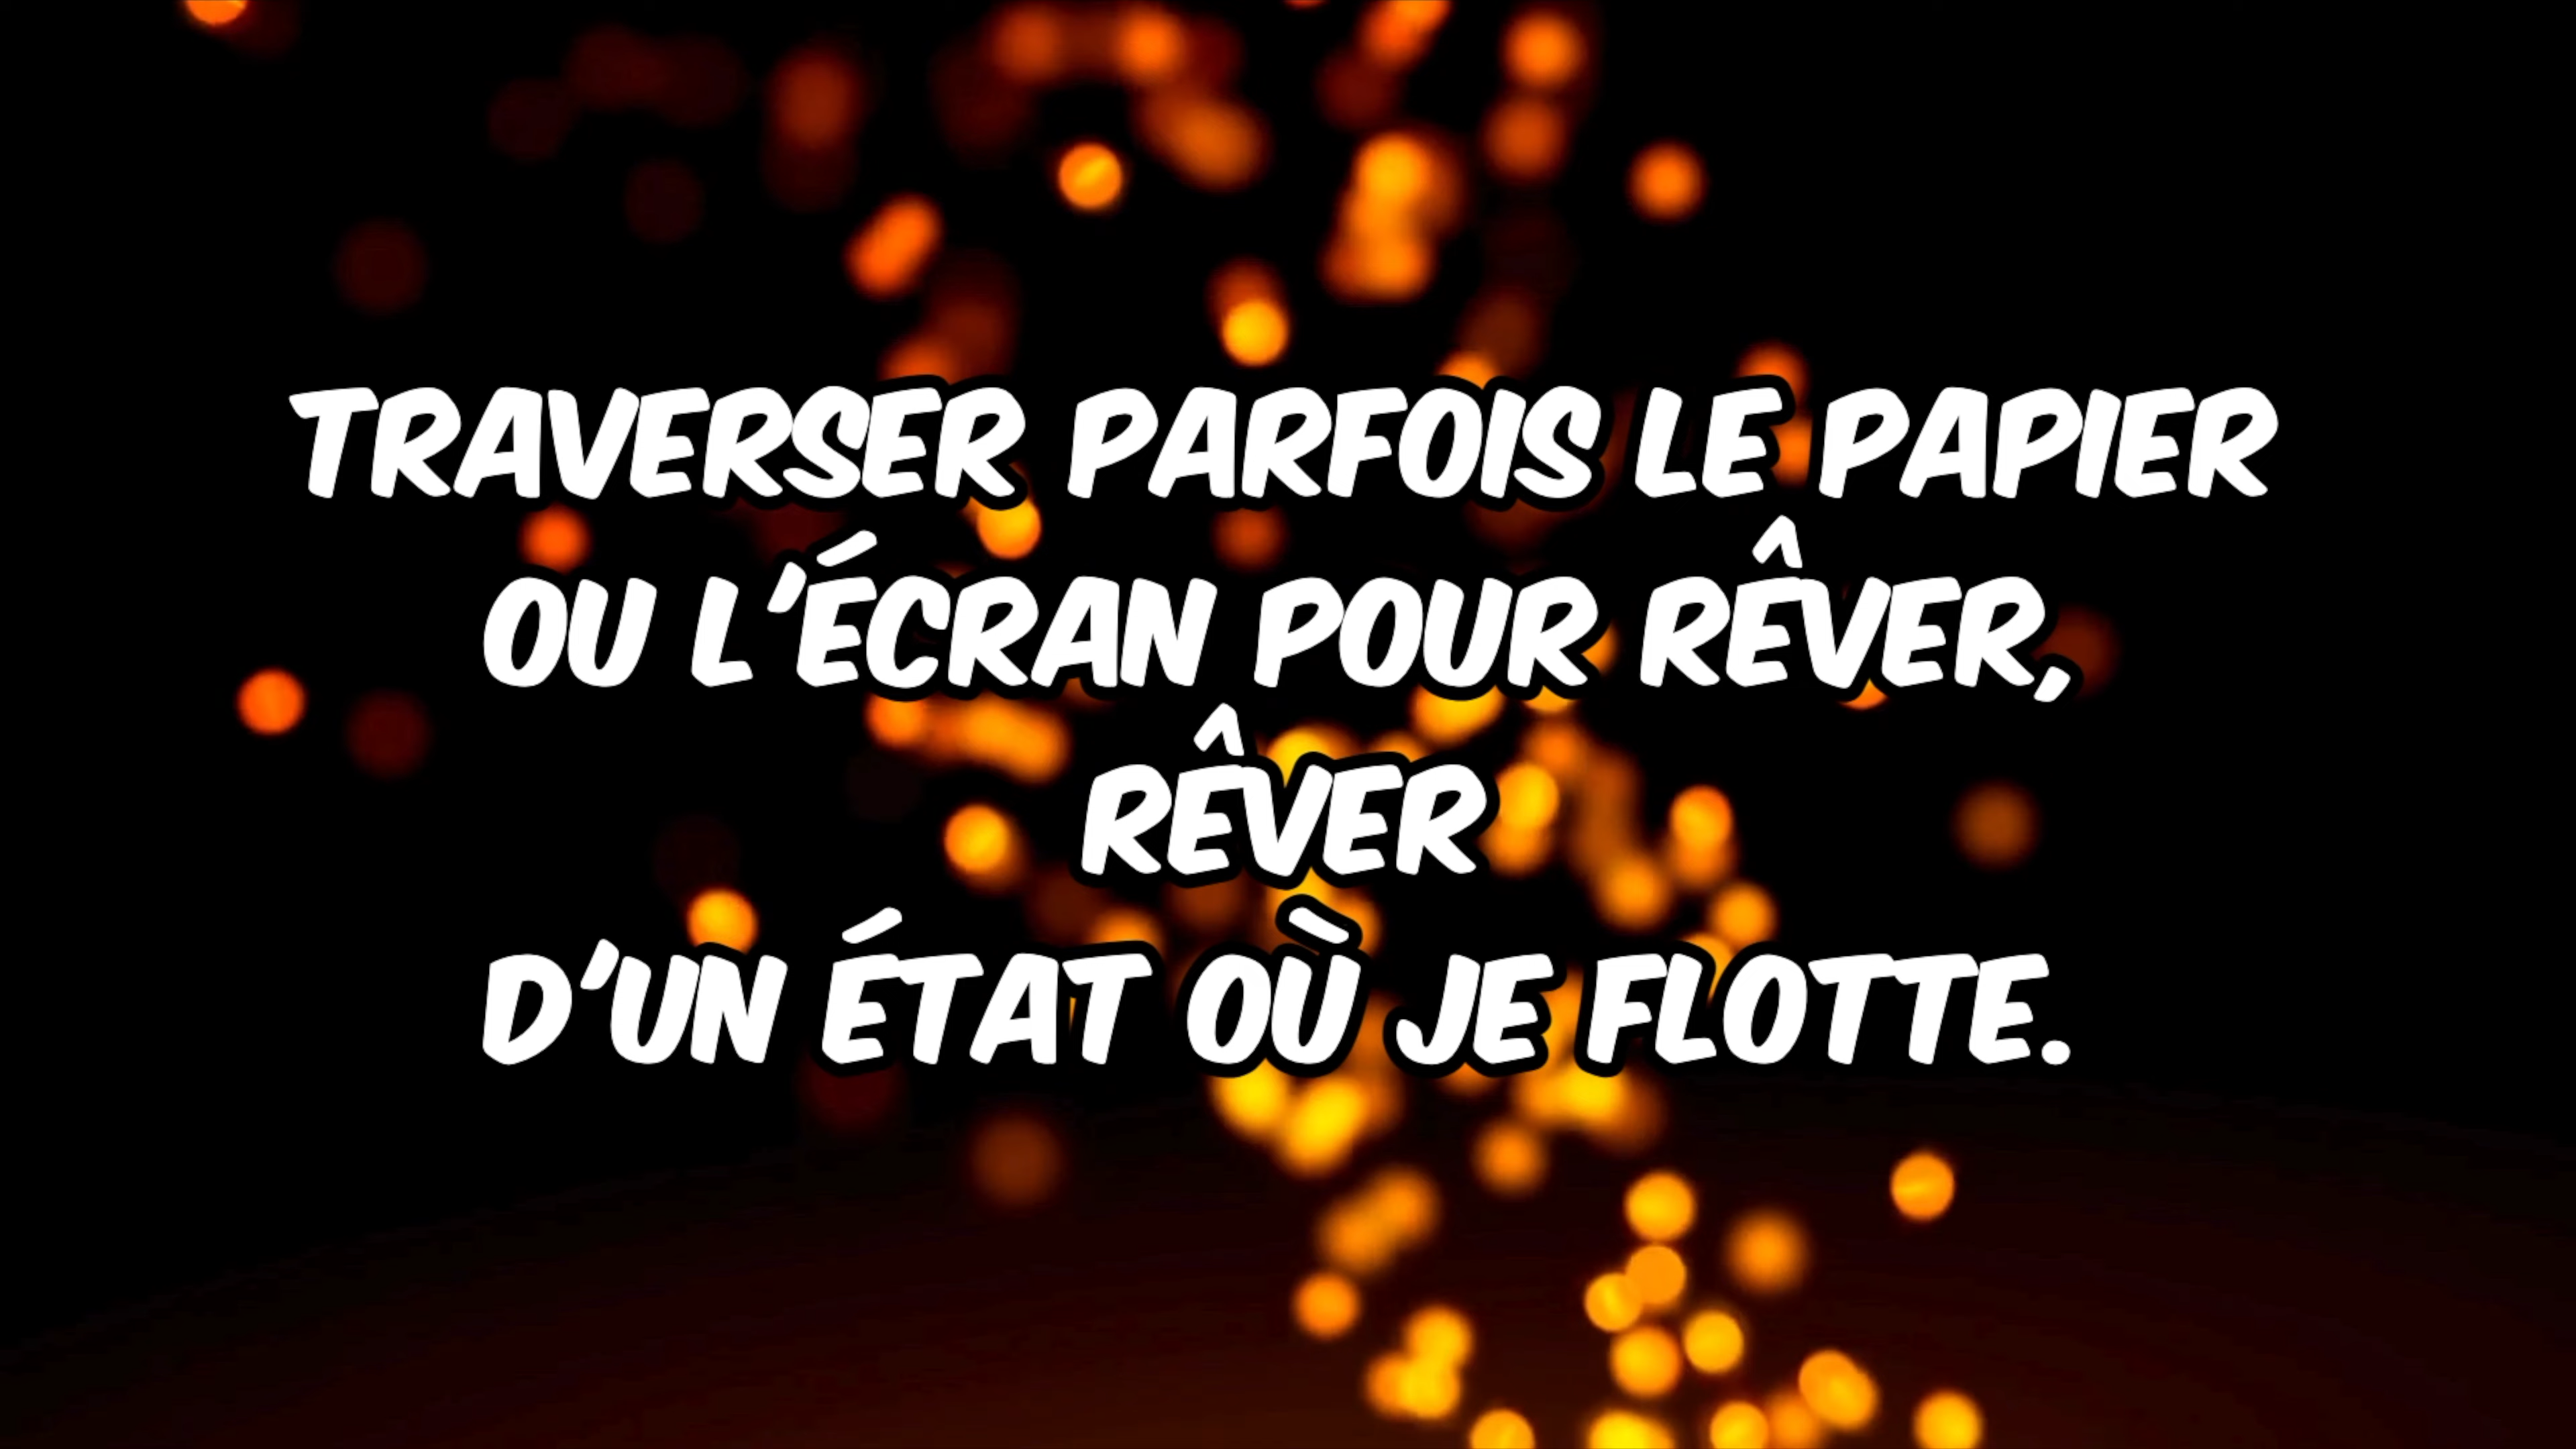 TRAVERSER PARFOIS LE PAPIER
OU L'ÉCRAN POUR RÊVER,
RÊVER
D'UN ÉTAT OÙ JE FLOTTE.